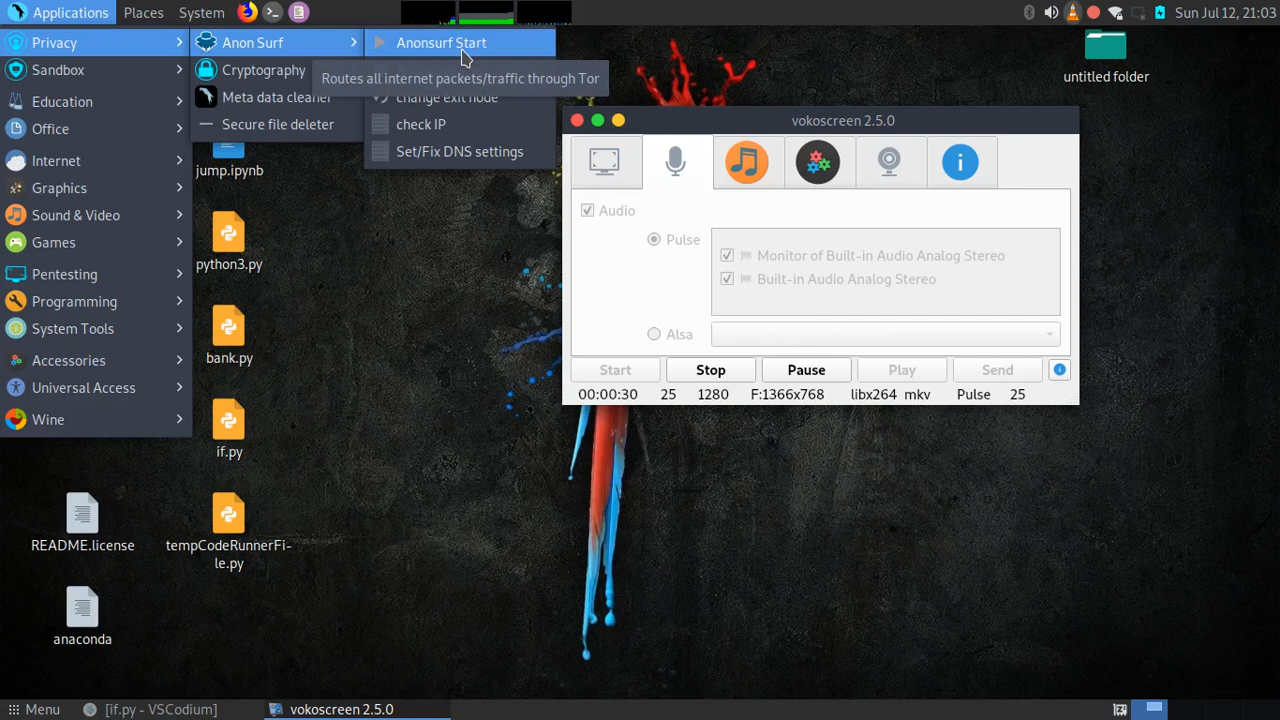 Applications Places System
Sun Jul 12, 21:03
Privacy
Sandbox
Education
Office
Internet
Graphics
Sound & Video
Games
Pentesting
Programming
System Tools
Accessories
Universal Access
Wine
Anon Surf
Cryptography
Meta data cleaner
Secure file deleter
Anonsurf Start
Routes all internet packets/traffic through Tor
change exit node
check IP
Set/Fix DNS settings
untitled folder
jump.ipynb
python3.py
bank.py
if.py
README.license
tempCodeRunnerFi-
le.py
anaconda
vokoscreen 2.5.0
Audio
Pulse
Monitor of Built-in Audio Analog Stereo
Built-in Audio Analog Stereo
Alsa
Start Stop Pause Play Send
00:00:30 25 1280 F:1366x768 libx264 mkv Pulse 25
Menu [if.py - VSCodium] vokoscreen 2.5.0